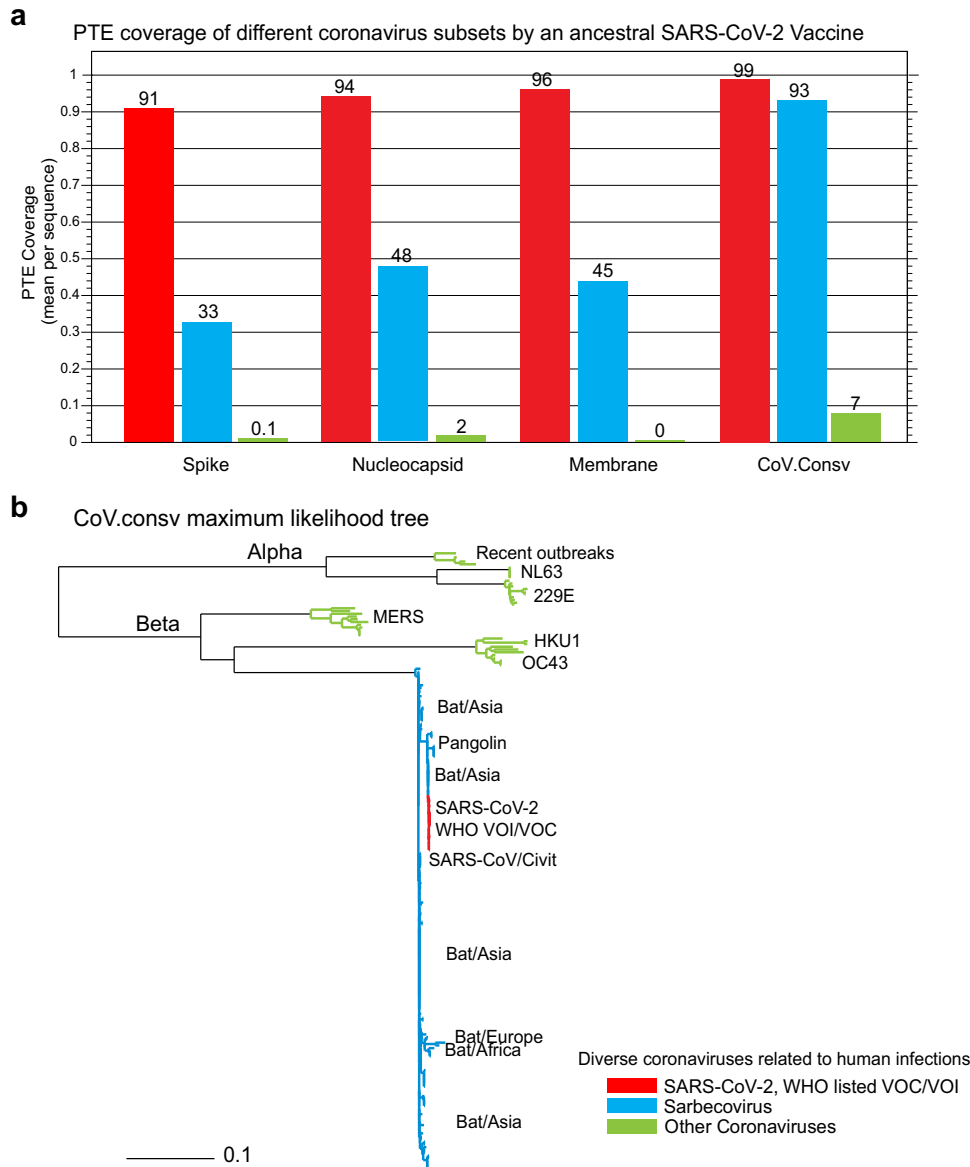 a
PTE coverage of different coronavirus subsets by an ancestral SARS-CoV-2 Vaccine
PTE Coverage
(mean per sequence)
1
0.9
0.8
0.7
0.6
0.5
0.4
0.3
0.2
0.1
0
91
33
0.1
94
48
2
96
45
0
99
93
7
Spike
Nucleocapsid
Membrane
CoV.Consv
b
CoV.consv maximum likelihood tree
Alpha
Recent outbreaks
NL63
229E
Beta
MERS
HKU1
OC43
Bat/Asia
Pangolin
Bat/Asia
SARS-CoV-2
WHO VOI/VOC
SARS-CoV/Civit
Bat/Asia
Bat/Europe
Bat/Africa
Bat/Asia
0.1
Diverse coronaviruses related to human infections
SARS-CoV-2, WHO listed VOC/VOI
Sarbecovirus
Other Coronaviruses